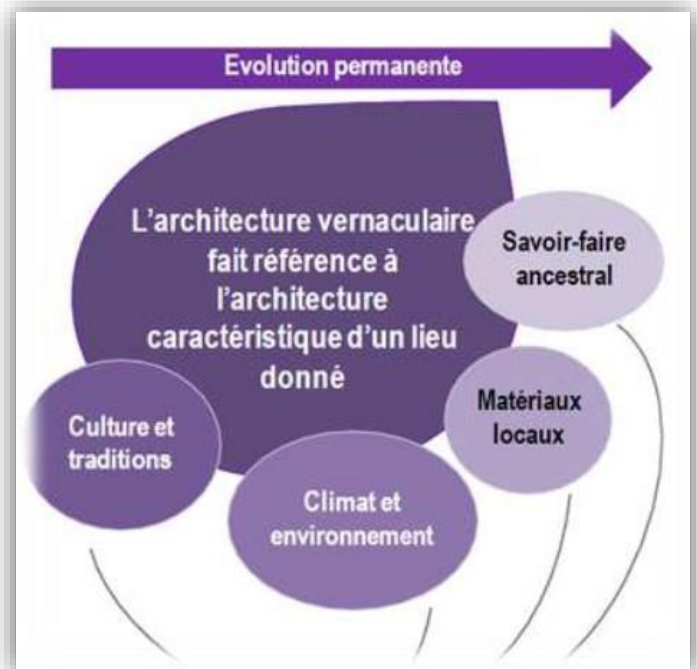 Evolution permanente
L'architecture vernaculaire
fait référence à
l'architecture
caractéristique d'un lieu
donné
Savoir-faire
ancestral
Matériaux
locaux
Culture et
traditions
Climat et
environnement